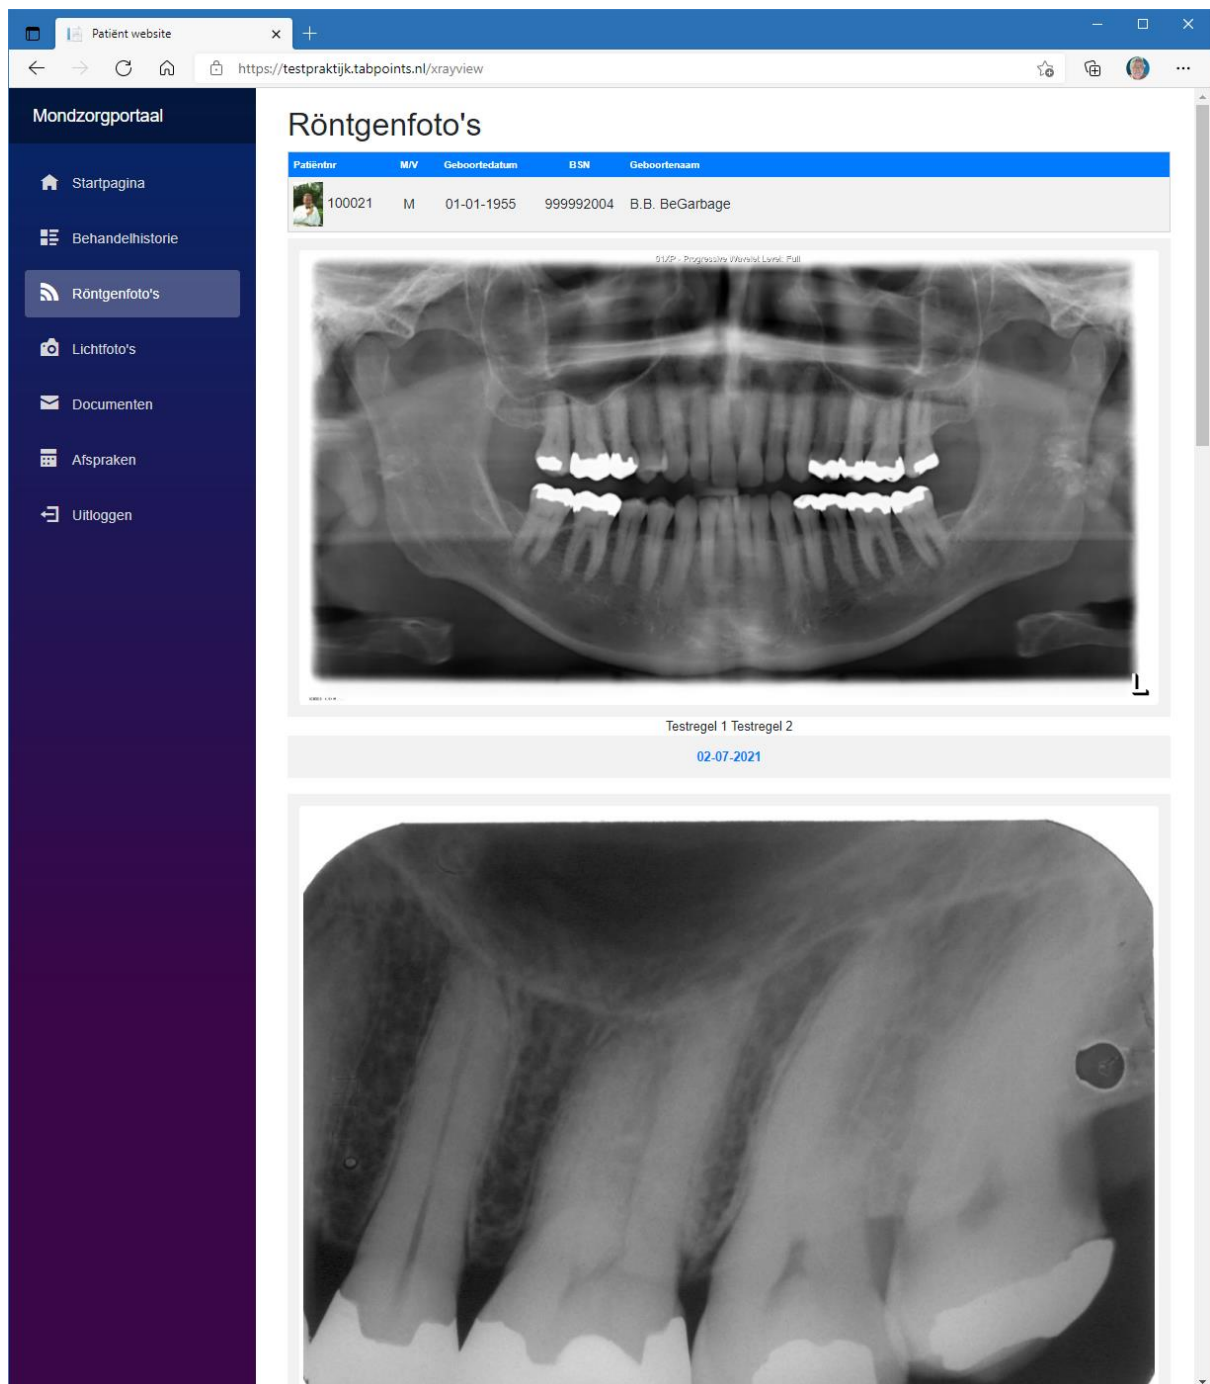 Patiënt website
https://testpraktijk.tabpoints.nl/xrayview
Mondzorgportaal
Startpagina
Behandelhistorie
Röntgenfoto's
Lichtfoto's
Documenten
Afspraken
Uitloggen
Röntgenfoto's
Patiëntnr M/V Geboortedatum BSN Geboortenaam
100021 M 01-01-1955 999992004 B.B. BeGarbage
Progressive Wavelet Level: Full
L
Testregel 1 Testregel 2
02-07-2021